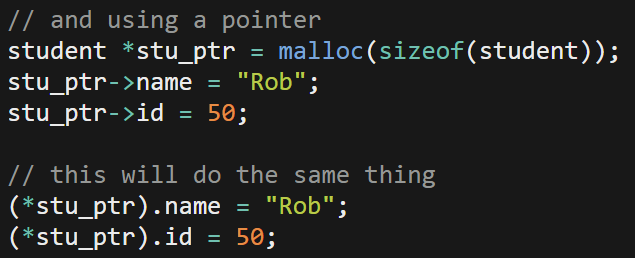 // and using a pointer
student *stu_ptr = malloc(sizeof(student));
stu_ptr->name = "Rob";
stu_ptr->id = 50;
// this will do the same thing
(*stu_ptr).name = "Rob";
(*stu_ptr).id = 50;